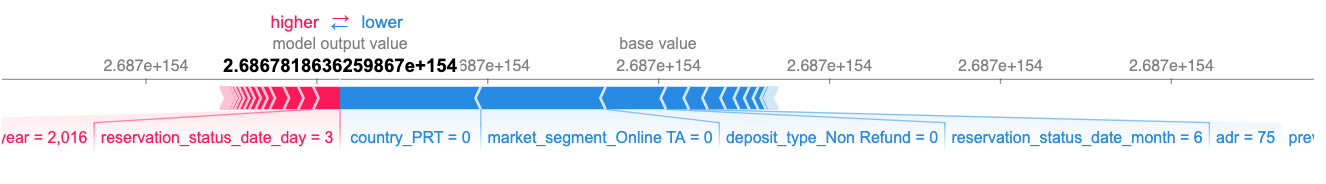 higher ⇄ lower
model output value base value
2.687e+154 2.6867818636259867e+154 687e+154 2.687e+154 2.687e+154 2.687e+154 2.687e+154
year = 2,016 reservation_status_date_day = 3 country_PRT = 0 market_segment_Online TA = 0 deposit_type_Non Refund = 0 reservation_status_date_month = 6 adr = 75 prev